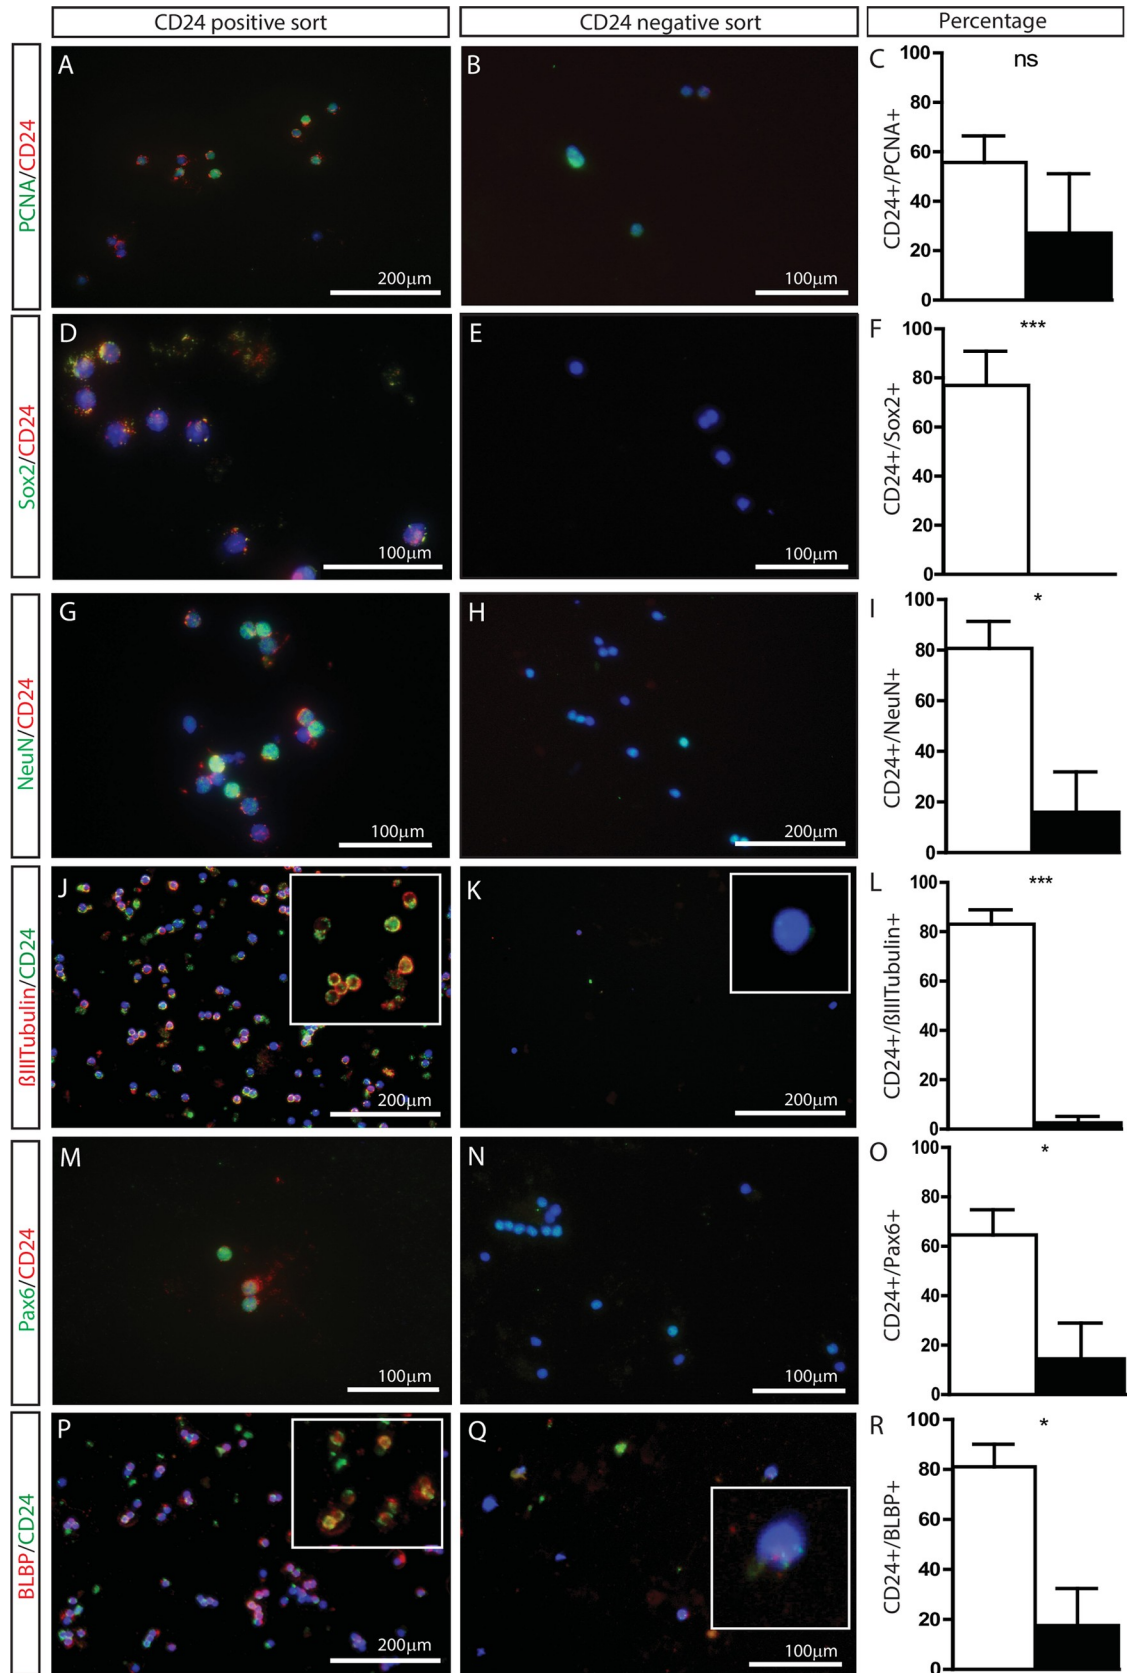 CD24 positive sort
CD24 negative sort
Percentage
PCNA/CD24
A
200µm
B
100µm
C
ns
CD24+/PCNA+
100
80
60
40
20
0
Sox2/CD24
D
100µm
E
100µm
F
***
CD24+/Sox2+
100
80
60
40
20
0
NeuN/CD24
G
100µm
H
200µm
I
*
CD24+/NeuN+
100
80
60
40
20
0
ßIIITubulin/CD24
J
200µm
K
200µm
L
***
CD24+/ßIIITubulin+
100
80
60
40
20
0
Pax6/CD24
M
100µm
N
100µm
O
*
CD24+/Pax6+
100
80
60
40
20
0
BLBP/CD24
P
200µm
Q
100µm
R
*
CD24+/BLBP+
100
80
60
40
20
0